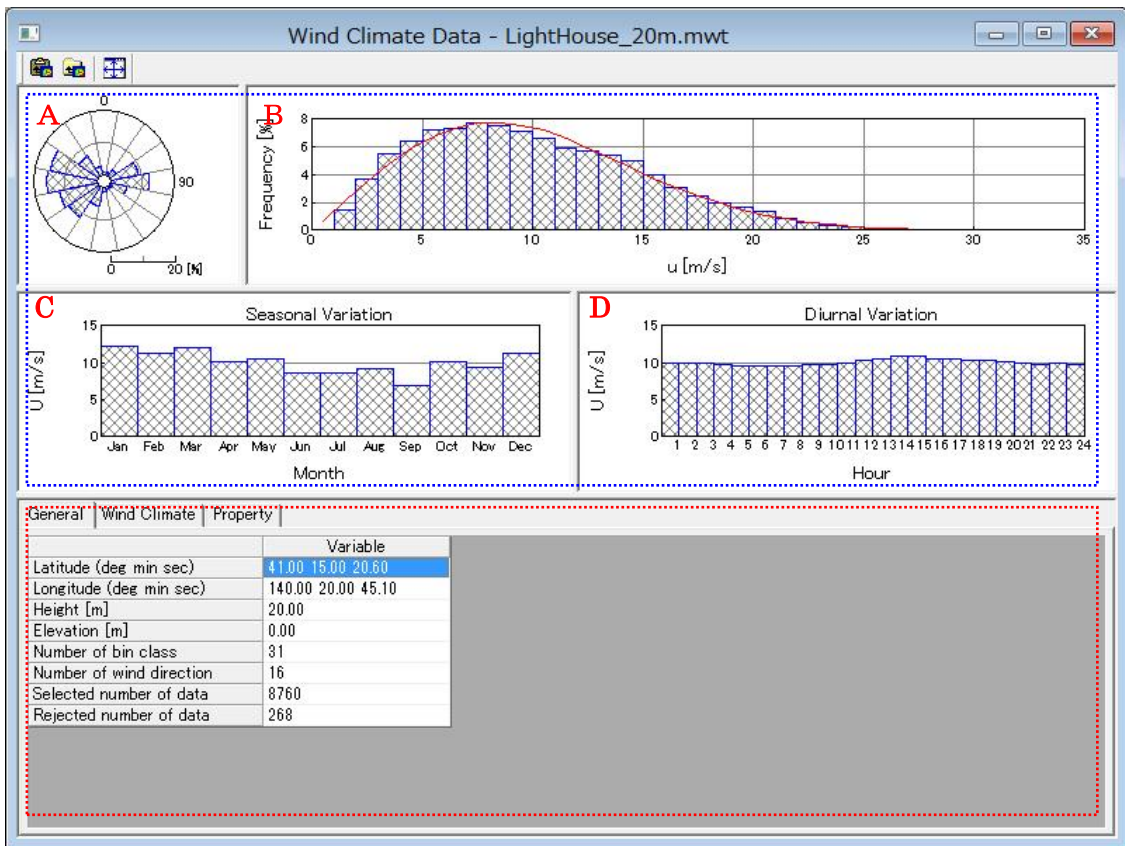 Wind Climate Data - LightHouse_20m.mwt
A
0
90
0 20 [%]
B
Frequency [%]
8
6
4
2
0
0 5 10 15 20 25 30 35
u [m/s]
C
Seasonal Variation
U [m/s]
15
10
5
0
Jan Feb Mar Apr May Jun Jul Aug Sep Oct Nov Dec
Month
D
Diurnal Variation
U [m/s]
15
10
5
0
1 2 3 4 5 6 7 8 9 10 11 12 13 14 15 16 17 18 19 20 21 22 23 24
Hour
General Wind Climate Property
Variable
Latitude (deg min sec) 41.00 15.00 20.60
Longitude (deg min sec) 140.00 20.00 45.10
Height [m] 20.00
Elevation [m] 0.00
Number of bin class 31
Number of wind direction 16
Selected number of data 8760
Rejected number of data 268